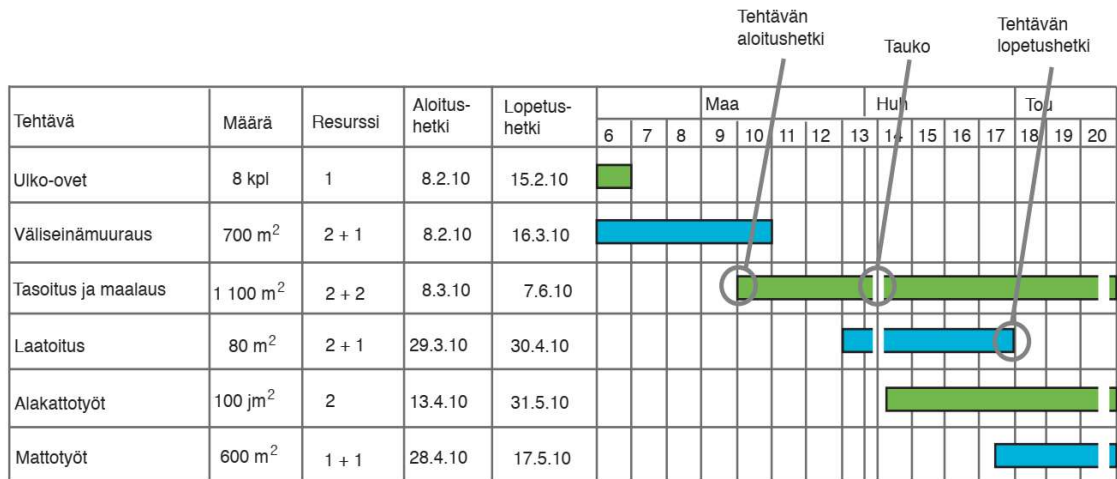 Tehtävän
aloitushetki
Tauko
Tehtävän
lopetushetki
Tehtävä Määrä Resurssi Aloitus-
hetki Lopetus-
hetki Maa Huh Tou
6 7 8 9 10 11 12 13 14 15 16 17 18 19 20
Ulko-ovet 8 kpl 1 8.2.10 15.2.10
Väliseinämuuraus 700 m² 2 + 1 8.2.10 16.3.10
Tasoitus ja maalaus 1 100 m² 2 + 2 8.3.10 7.6.10
Laatoitus 80 m² 2 + 1 29.3.10 30.4.10
Alakattotyöt 100 jm² 2 13.4.10 31.5.10
Mattotyöt 600 m² 1 + 1 28.4.10 17.5.10